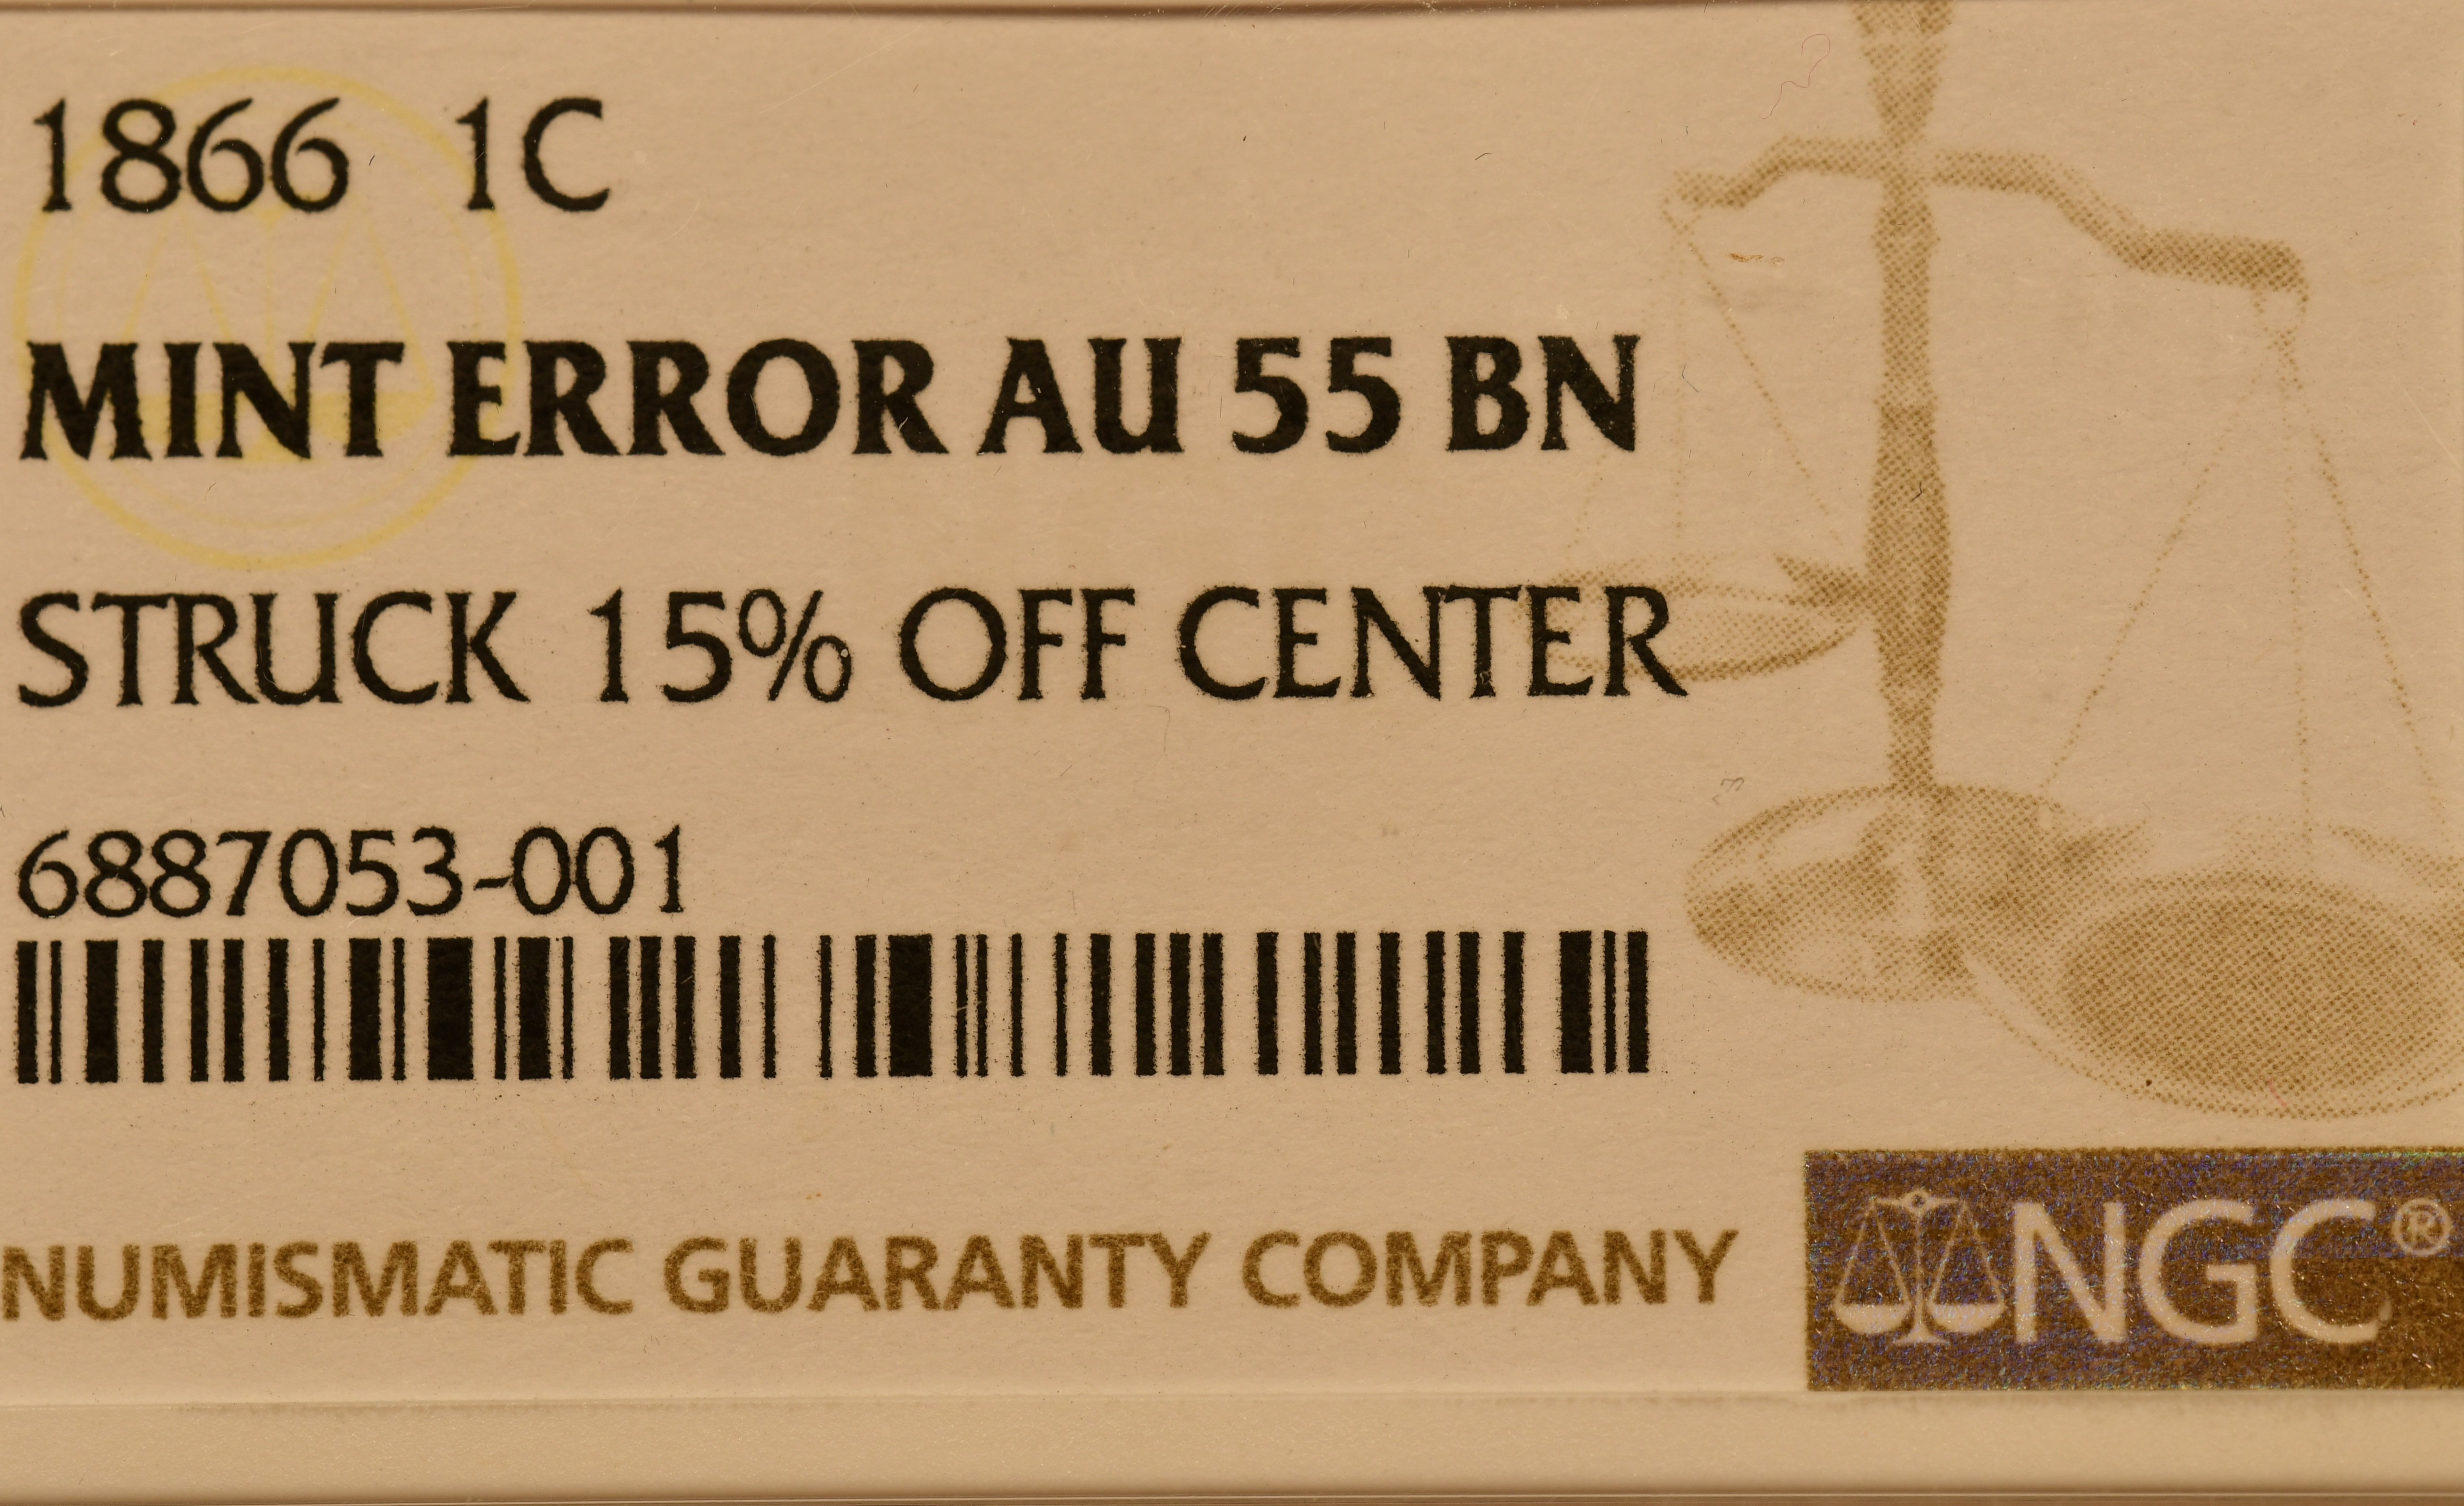 1866 1C
MINT ERROR AU 55 BN
STRUCK 15% OFF CENTER
6887053-001
NUMISMATIC GUARANTY COMPANY
NGC®